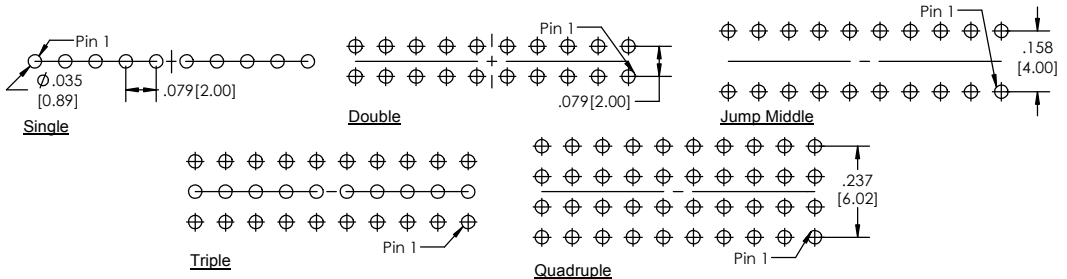 Pin 1
Ø.035
[0.89]
.079[2.00]
Single
Pin 1
.079[2.00]
Double
Pin 1
.158
[4.00]
Jump Middle
Pin 1
Triple
.237
[6.02]
Pin 1
Quadruple